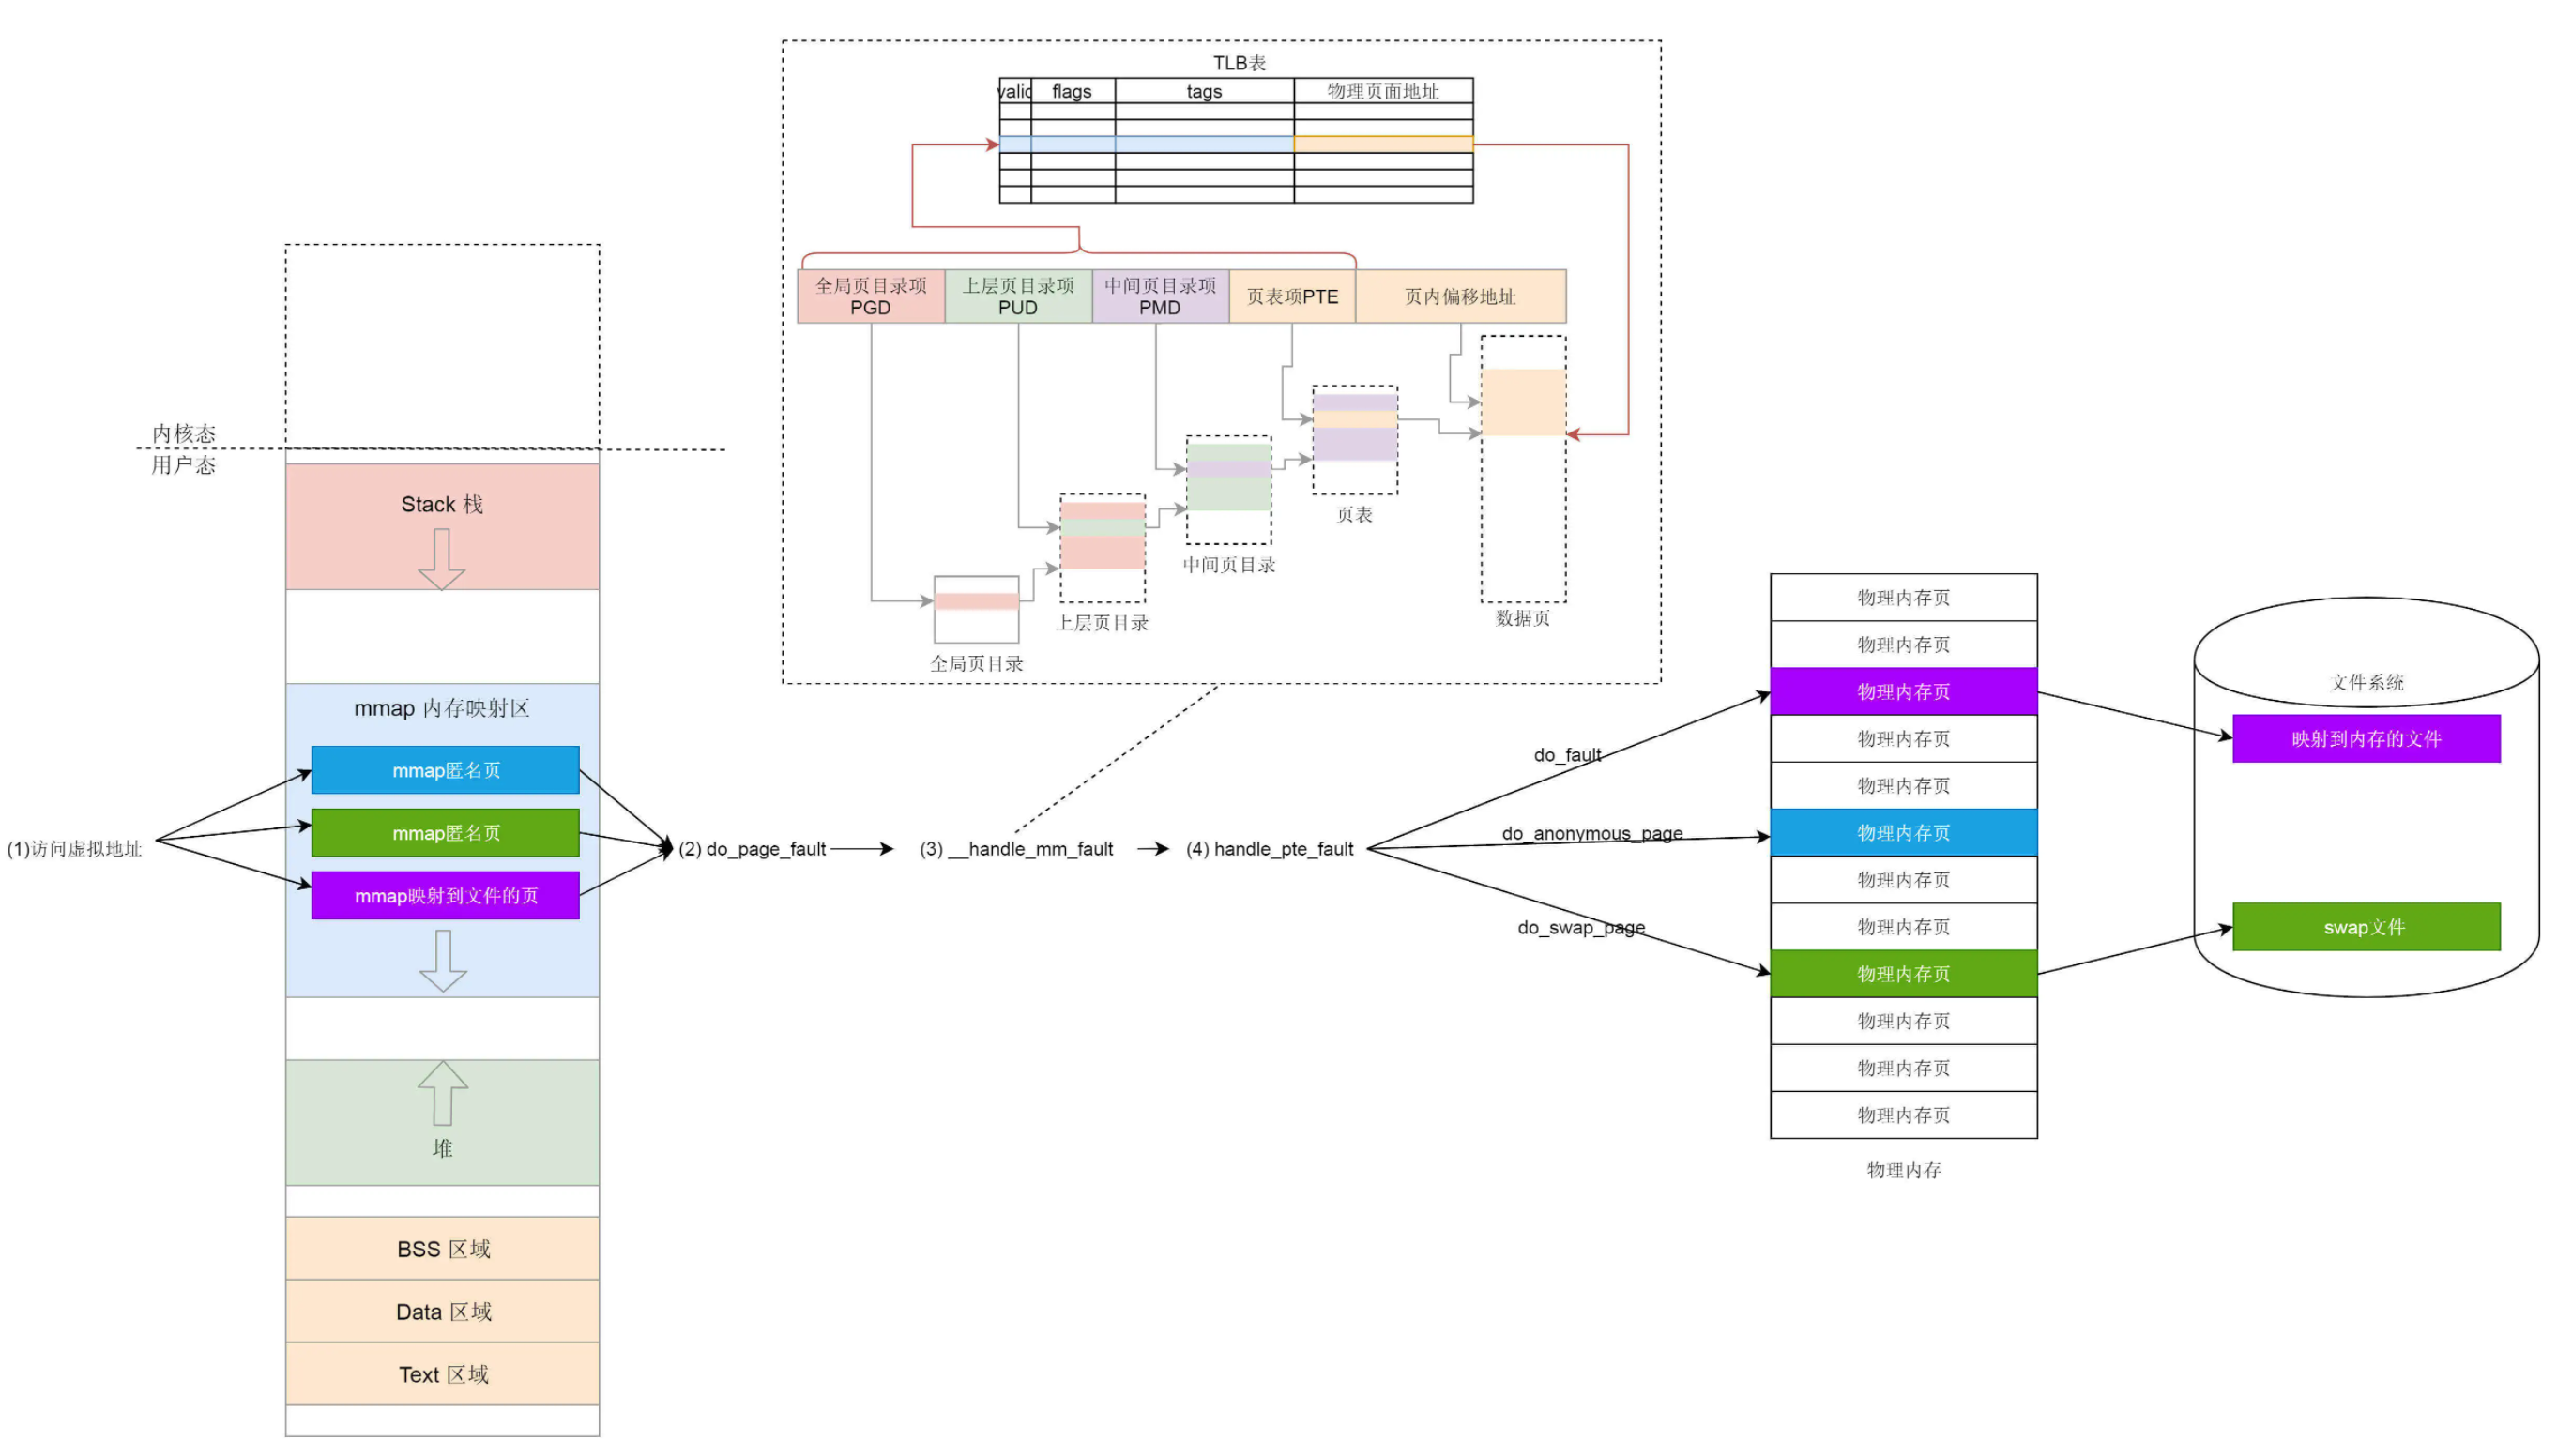 TLB表
valid
flags
tags
物理页面地址
全局页目录项
PGD
上层页目录项
PUD
中间页目录项
PMD
页表项PTE
页内偏移地址
页表
中间页目录
上层页目录
数据页
全局页目录
内核态
用户态
Stack 栈
mmap 内存映射区
mmap匿名页
mmap匿名页
mmap映射到文件的页
堆
BSS 区域
Data 区域
Text 区域
(1)访问虚拟地址
(2) do_page_fault
(3) __handle_mm_fault
(4) handle_pte_fault
do_fault
do_anonymous_page
do_swap_page
物理内存页
物理内存页
物理内存页
物理内存页
物理内存页
物理内存页
物理内存页
物理内存页
物理内存页
物理内存页
物理内存页
物理内存页
物理内存
文件系统
映射到内存的文件
swap文件